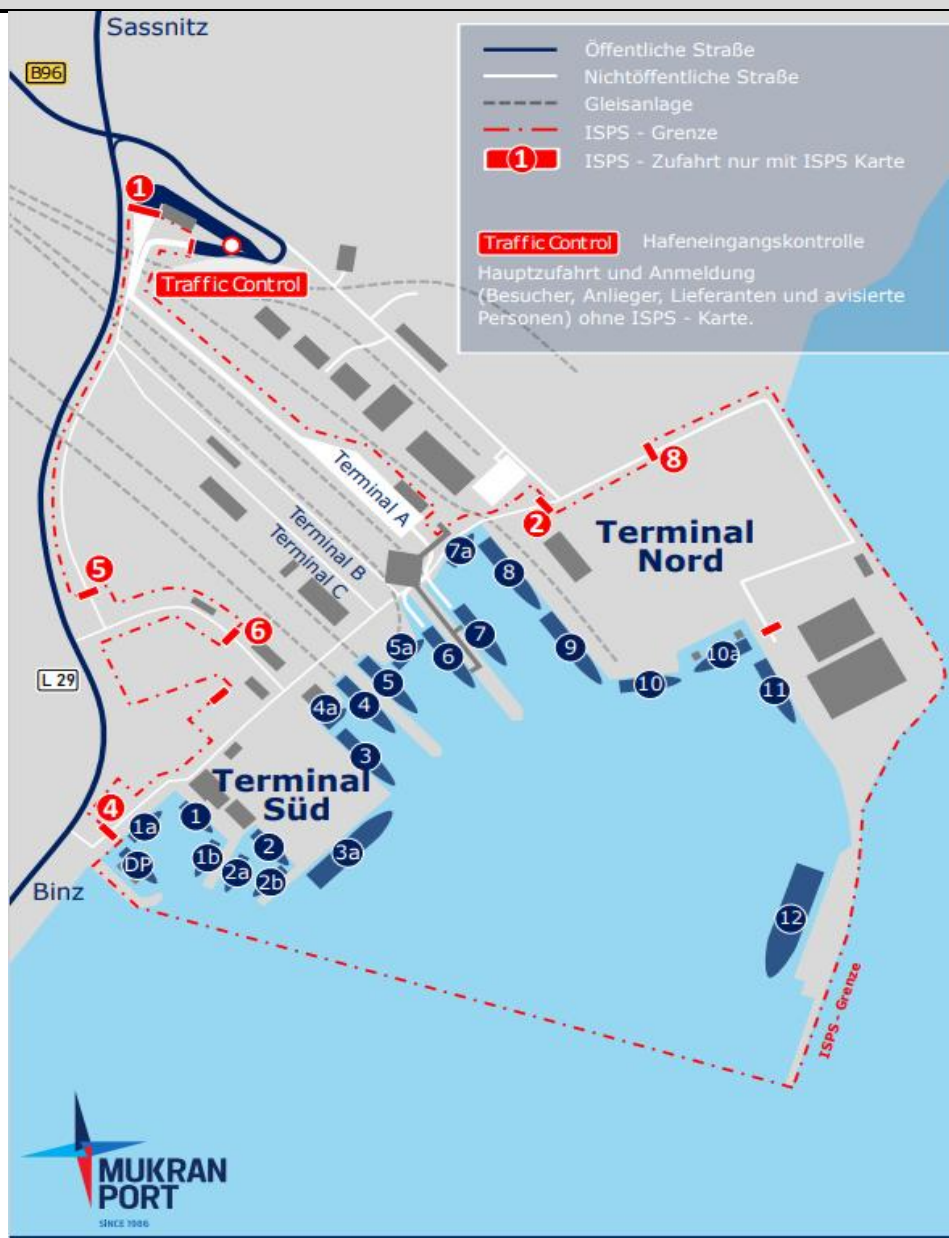 Sassnitz
B96
Öffentliche Straße
Nichtöffentliche Straße
Gleisanlage
ISPS - Grenze
1
ISPS - Zufahrt nur mit ISPS Karte
Traffic Control
Hafeneingangskontrolle
Hauptzufahrt und Anmeldung
(Besucher, Anlieger, Lieferanten und avisierte
Personen) ohne ISPS - Karte.
1
Traffic Control
Terminal A
Terminal B
Terminal C
8
2
Terminal
Nord
7a
8
5
6
7
9
5a
6
10a
10
11
L 29
5
4
4a
3
Terminal
Süd
4
1a
1
1b
2
2a
2b
3a
DP
Binz
12
ISPS - Grenze
MUKRAN
PORT
SINCE 1986